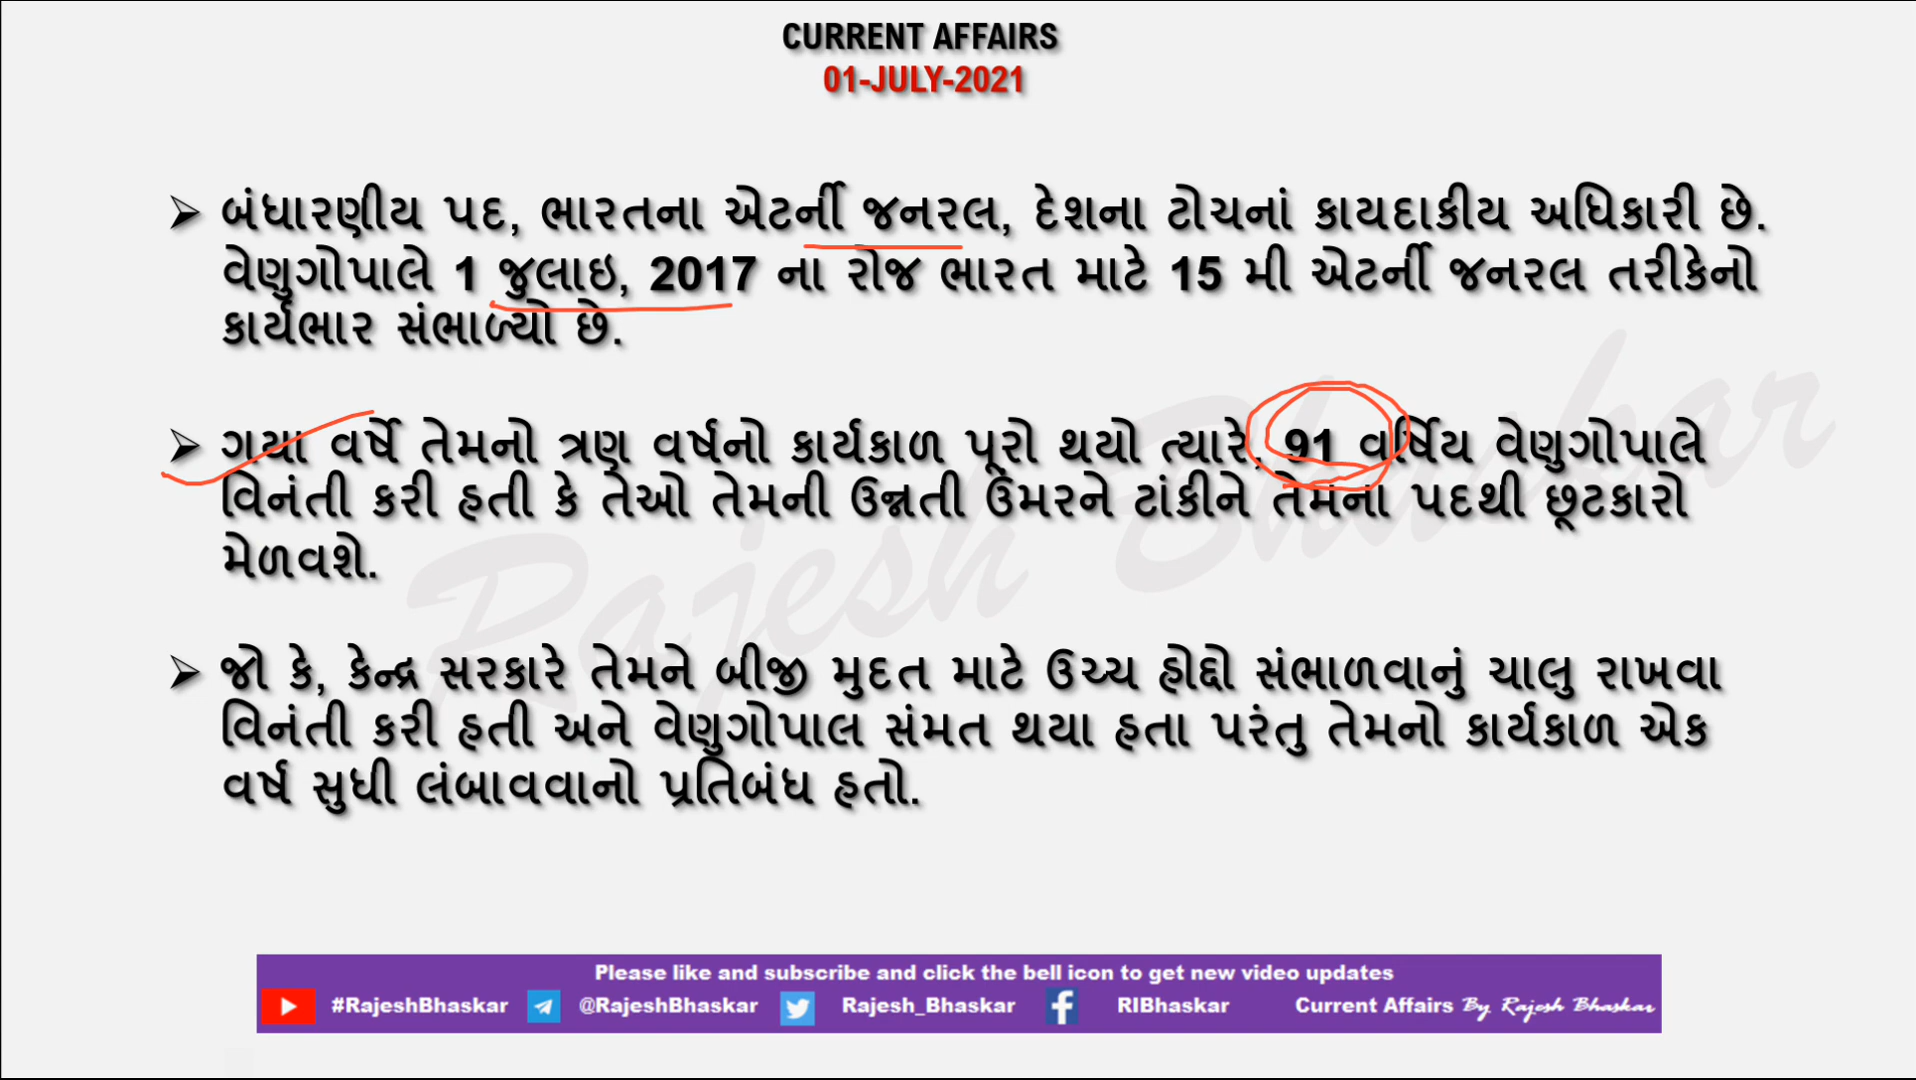 CURRENT AFFAIRS
01-JULY-2021
➢ બંધારણીય પદ, ભારતના એટર્ની જનરલ, દેશના ટોચનાં કાયદાકીય અધિકારી છે.
વેણુગોપાલે 1 જુલાઇ, 2017 ના રોજ ભારત માટે 15 મી એટર્ની જનરલ તરીકેનો
કાર્યભાર સંભાળ્યો છે.
➢ ગયા વર્ષે તેમનો ત્રણ વર્ષનો કાર્યકાળ પૂરો થયો ત્યારે, 91 વર્ષિય વેણુગોપાલે
વિનંતી કરી હતી કે તેઓ તેમની ઉન્નતી ઉંમરને ટાંકીને તેમના પદથી છૂટકારો
મેળવશે.
➢ જો કે, કેન્દ્ર સરકારે તેમને બીજી મુદત માટે ઉચ્ચ હોદ્દો સંભાળવાનું ચાલુ રાખવા
વિનંતી કરી હતી અને વેણુગોપાલ સંમત થયા હતા પરંતુ તેમનો કાર્યકાળ એક
વર્ષ સુધી લંબાવવાનો પ્રતિબંધ હતો.
Rajesh Bhaskar
Please like and subscribe and click the bell icon to get new video updates
#RajeshBhaskar @RajeshBhaskar Rajesh_Bhaskar RIBhaskar Current Affairs By Rajesh Bhaskar